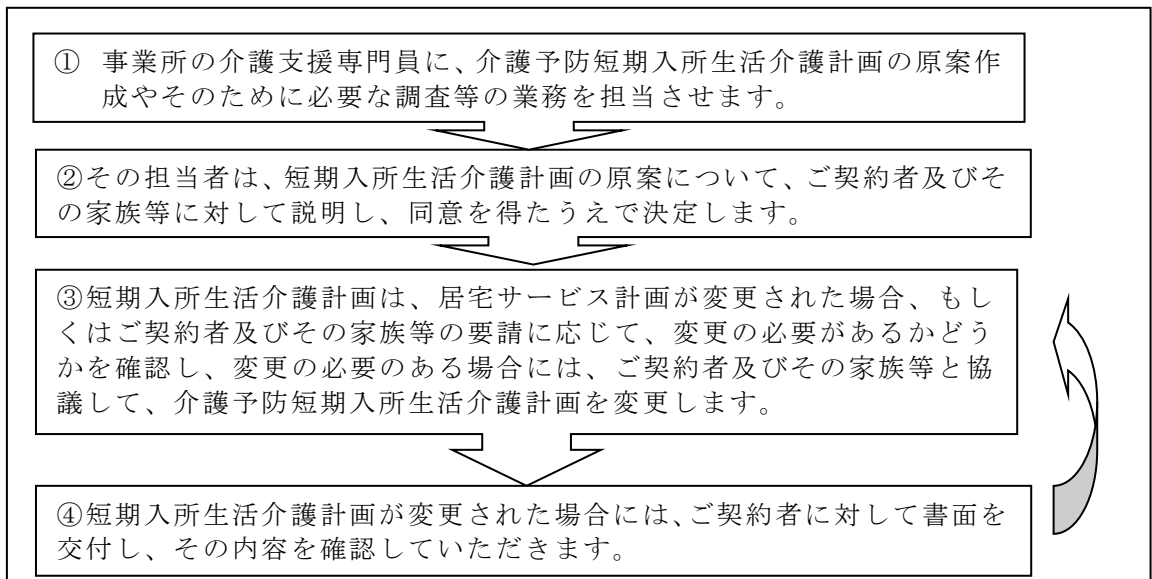 ① 事業所の介護支援専門員に、介護予防短期入所生活介護計画の原案作
成やそのために必要な調査等の業務を担当させます。
②その担当者は、短期入所生活介護計画の原案について、ご契約者及びそ
の家族等に対して説明し、同意を得たうえで決定します。
③短期入所生活介護計画は、居宅サービス計画が変更された場合、もし
くはご契約者及びその家族等の要請に応じて、変更の必要があるかどう
かを確認し、変更の必要のある場合には、ご契約者及びその家族等と協
議して、介護予防短期入所生活介護計画を変更します。
④短期入所生活介護計画が変更された場合には、ご契約者に対して書面を
交付し、その内容を確認していただきます。